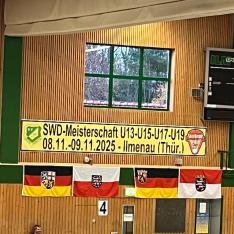 SWD-Meisterschaft U13-U15-U17-U19
08.11.-09.11.2025 - Ilmenau (Thür.)
4